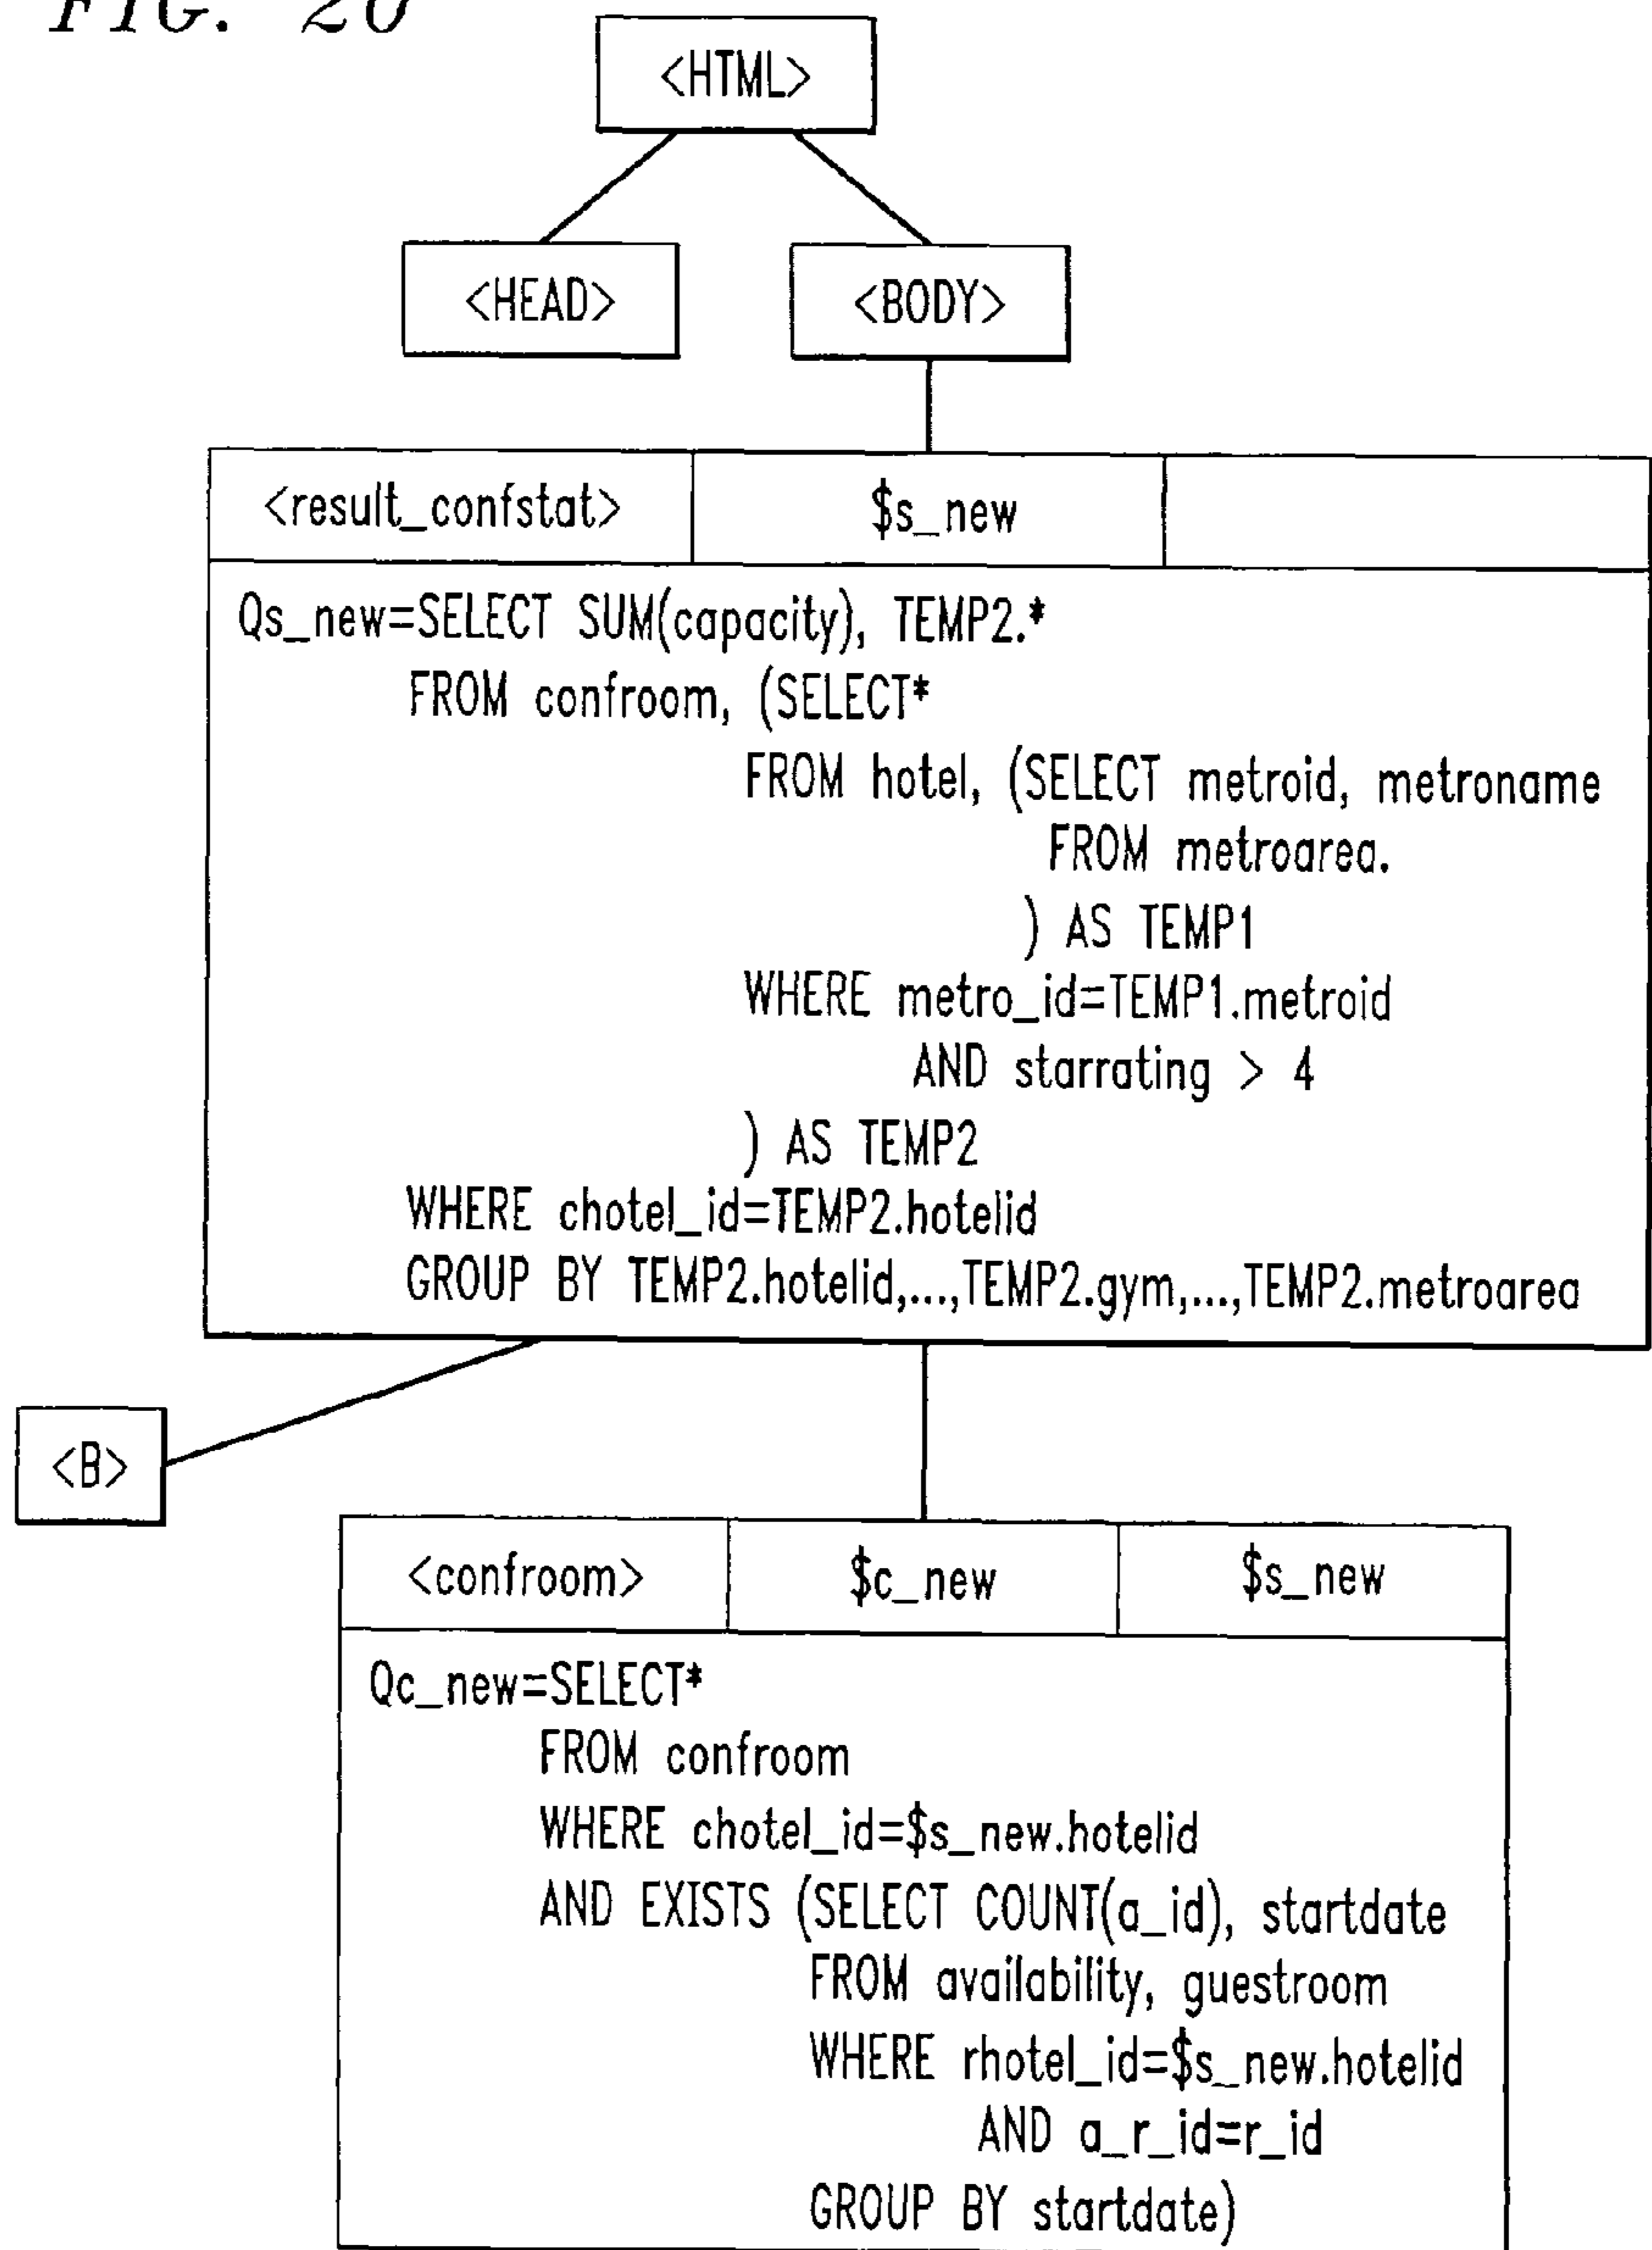 FIG. 20
<HTML>
<HEAD>
<BODY>
<result_confstat>
$s_new
Qs_new=SELECT SUM(capacity), TEMP2.*
FROM confroom, (SELECT*
FROM hotel, (SELECT metroid, metroname
FROM metroarea.
) AS TEMP1
WHERE metro_id=TEMP1.metroid
AND starrating > 4
) AS TEMP2
WHERE chotel_id=TEMP2.hotelid
GROUP BY TEMP2.hotelid,...,TEMP2.gym,...,TEMP2.metroarea
<B>
<confroom>
$c_new
$s_new
Qc_new=SELECT*
FROM confroom
WHERE chotel_id=$s_new.hotelid
AND EXISTS (SELECT COUNT(a_id), startdate
FROM availability, guestroom
WHERE rhotel_id=$s_new.hotelid
AND a_r_id=r_id
GROUP BY startdate)